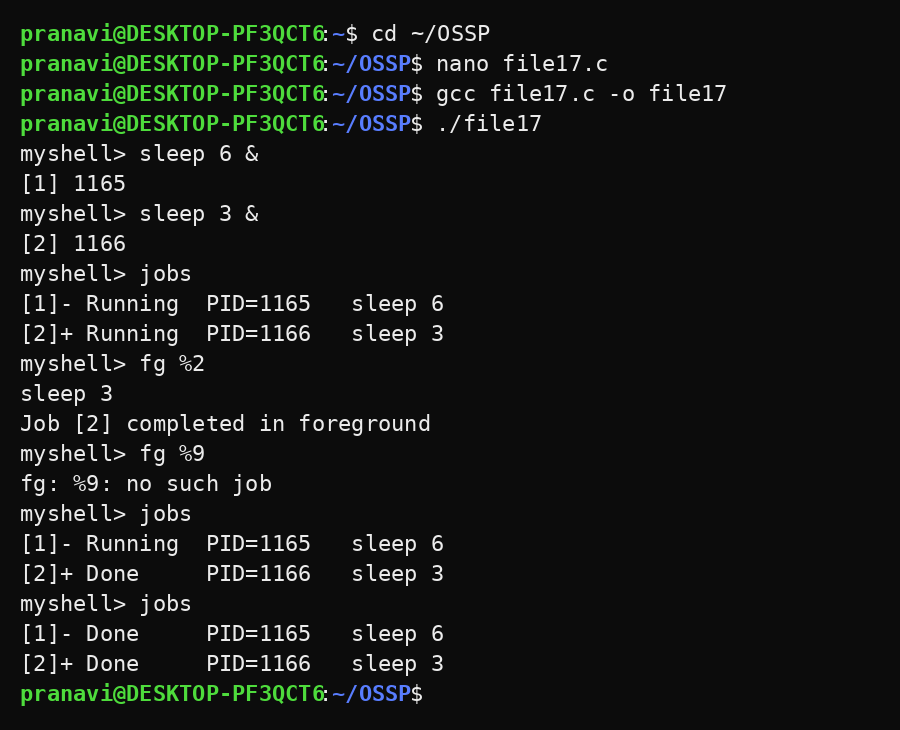 pranavi@DESKTOP-PF3QCT6:~$ cd ~/OSSP
pranavi@DESKTOP-PF3QCT6:~/OSSP$ nano file17.c
pranavi@DESKTOP-PF3QCT6:~/OSSP$ gcc file17.c -o file17
pranavi@DESKTOP-PF3QCT6:~/OSSP$ ./file17
myshell> sleep 6 &
[1] 1165
myshell> sleep 3 &
[2] 1166
myshell> jobs
[1]- Running  PID=1165   sleep 6
[2]+ Running  PID=1166   sleep 3
myshell> fg %2
sleep 3
Job [2] completed in foreground
myshell> fg %9
fg: %9: no such job
myshell> jobs
[1]- Running  PID=1165   sleep 6
[2]+ Done     PID=1166   sleep 3
myshell> jobs
[1]- Done     PID=1165   sleep 6
[2]+ Done     PID=1166   sleep 3
pranavi@DESKTOP-PF3QCT6:~/OSSP$